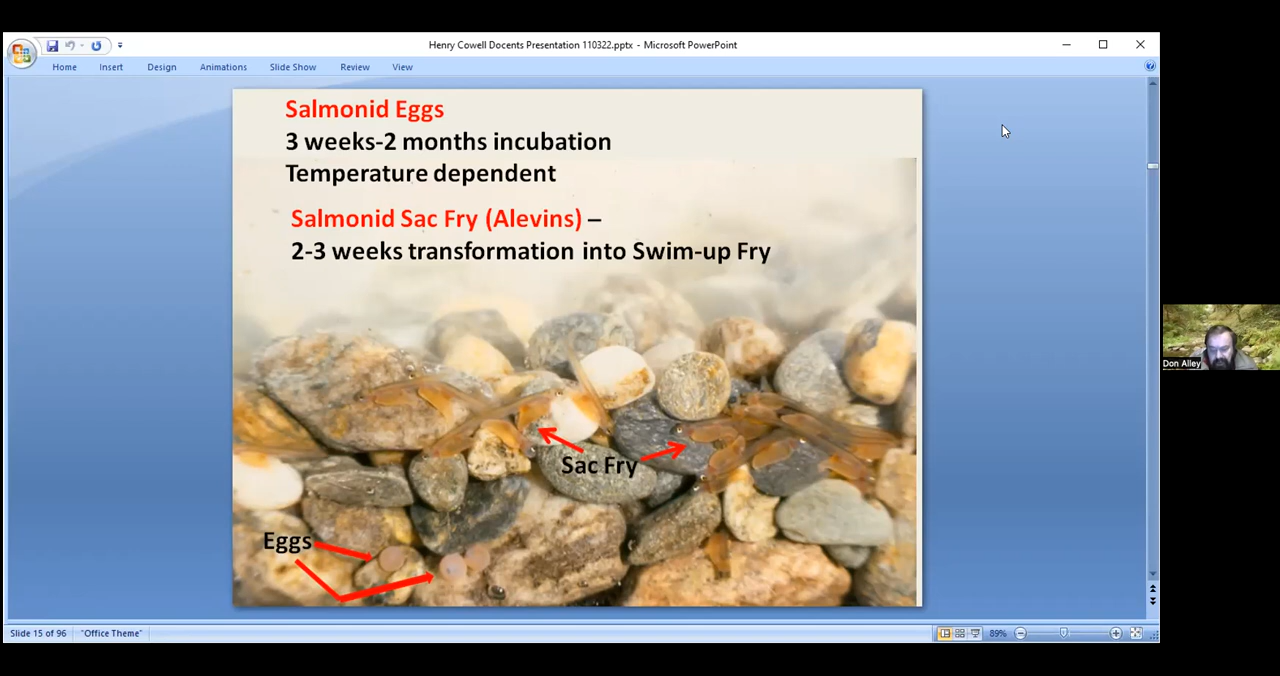 Henry Cowell Docents Presentation 110322.pptx - Microsoft PowerPoint
Home Insert Design Animations Slide Show Review View
Salmonid Eggs
3 weeks-2 months incubation
Temperature dependent
Salmonid Sac Fry (Alevins) –
2-3 weeks transformation into Swim-up Fry
Sac Fry
Eggs
Don Alley
Slide 15 of 96 "Office Theme" 89%